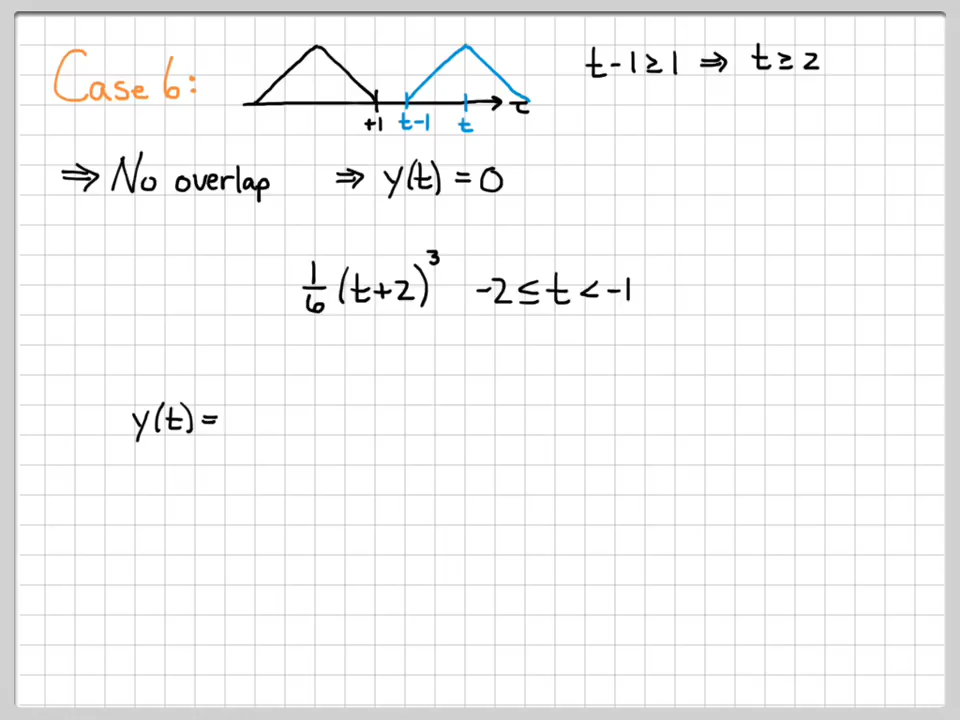 Case 6:
t-1≥1 ⇒ t≥2
+1 t-1 t τ
⇒ No overlap ⇒ y(t) = 0
1/6 (t+2)³ -2 ≤ t < -1
y(t) =